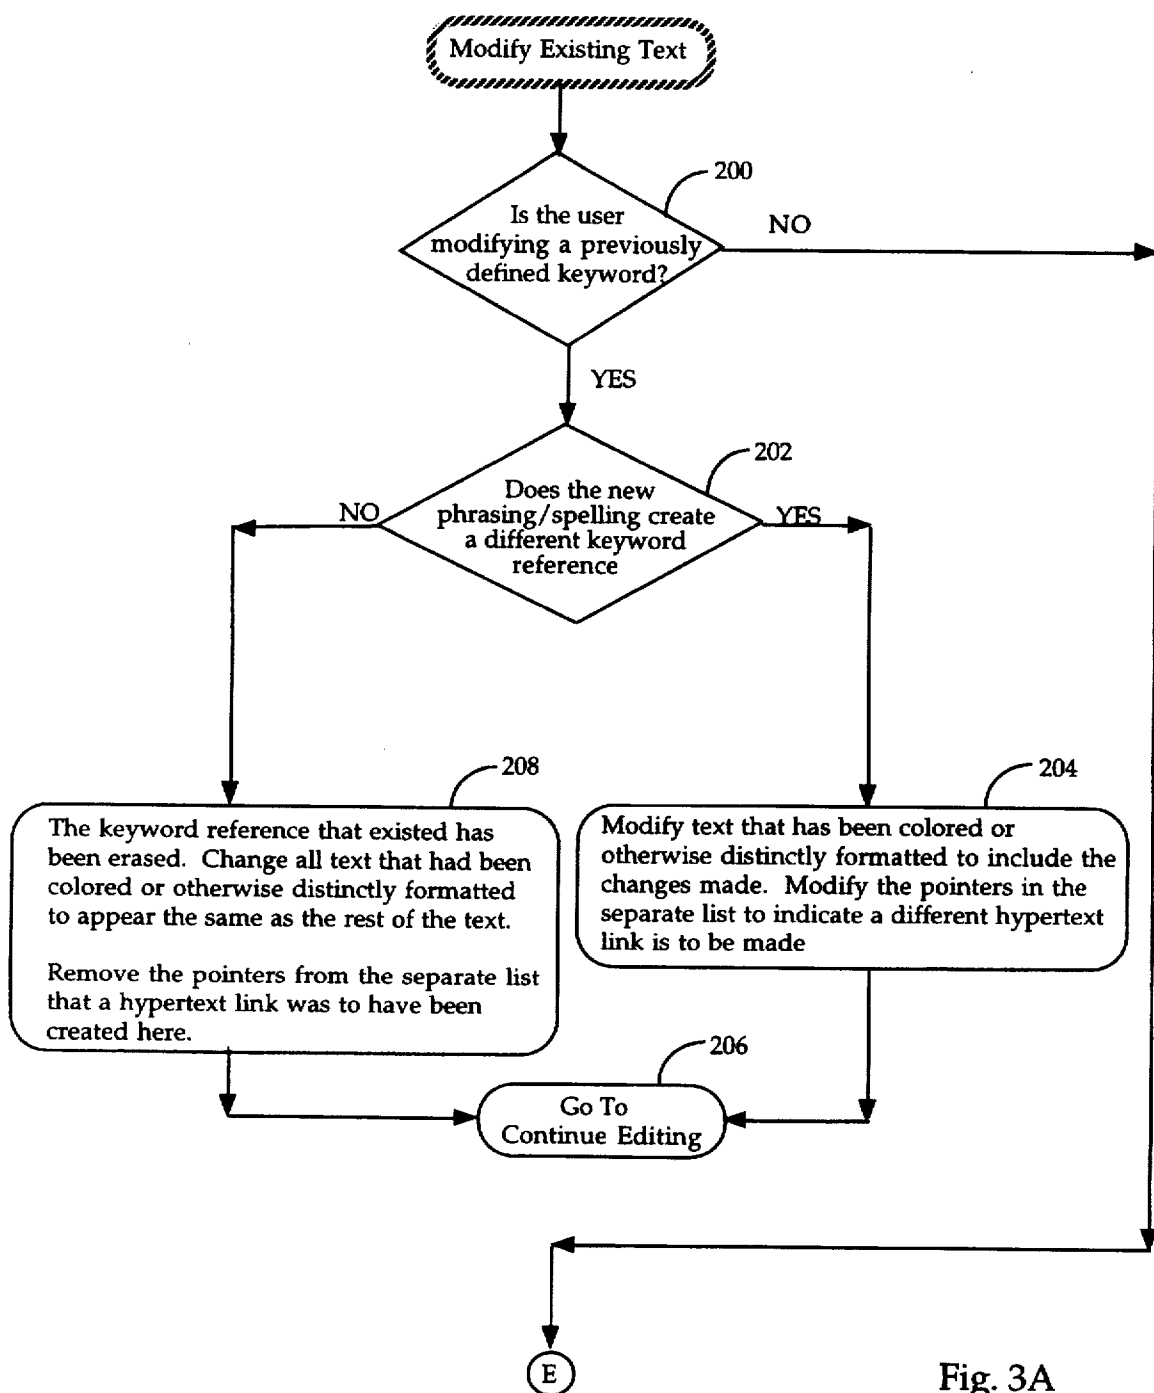 Modify Existing Text
200
Is the user
modifying a previously
defined keyword?
NO
YES
202
Does the new
phrasing/spelling create
a different keyword
reference
NO
YES
208
The keyword reference that existed has
been erased. Change all text that had been
colored or otherwise distinctly formatted
to appear the same as the rest of the text.
Remove the pointers from the separate list
that a hypertext link was to have been
created here.
204
Modify text that has been colored or
otherwise distinctly formatted to include the
changes made. Modify the pointers in the
separate list to indicate a different hypertext
link is to be made
206
Go To
Continue Editing
E
Fig. 3A